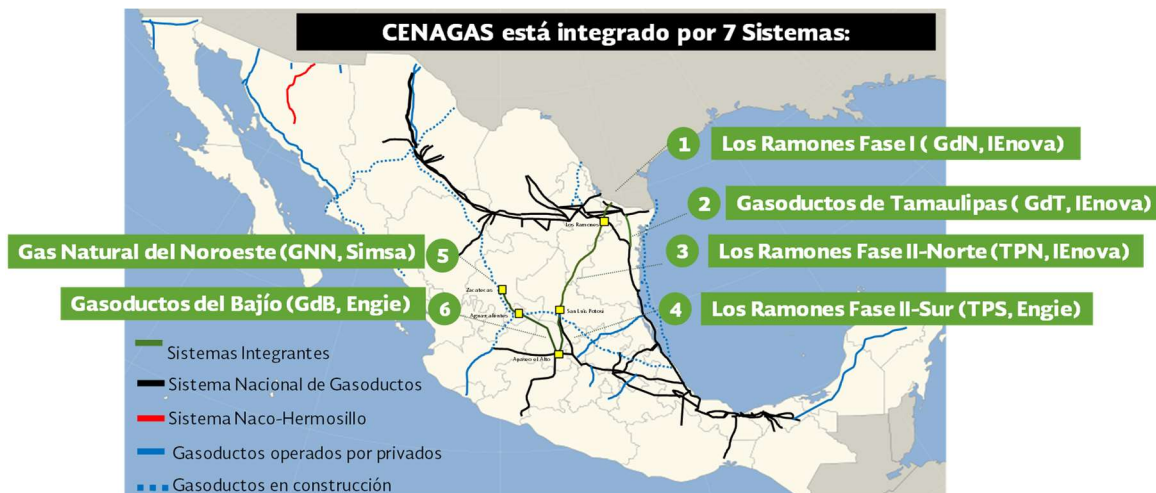 CENAGAS está integrado por 7 Sistemas:
1 Los Ramones Fase I ( GdN, IEnova)
2 Gasoductos de Tamaulipas ( GdT, IEnova)
Los Ramones
Gas Natural del Noroeste (GNN, Simsa) 5
3 Los Ramones Fase II-Norte (TPN, IEnova)
Zacatecas
Gasoductos del Bajío (GdB, Engie) 6
4 Los Ramones Fase II-Sur (TPS, Engie)
Aguascalientes
San Luis Potosí
Apaseo el Alto
Sistemas Integrantes
Sistema Nacional de Gasoductos
Sistema Naco-Hermosillo
Gasoductos operados por privados
Gasoductos en construcción